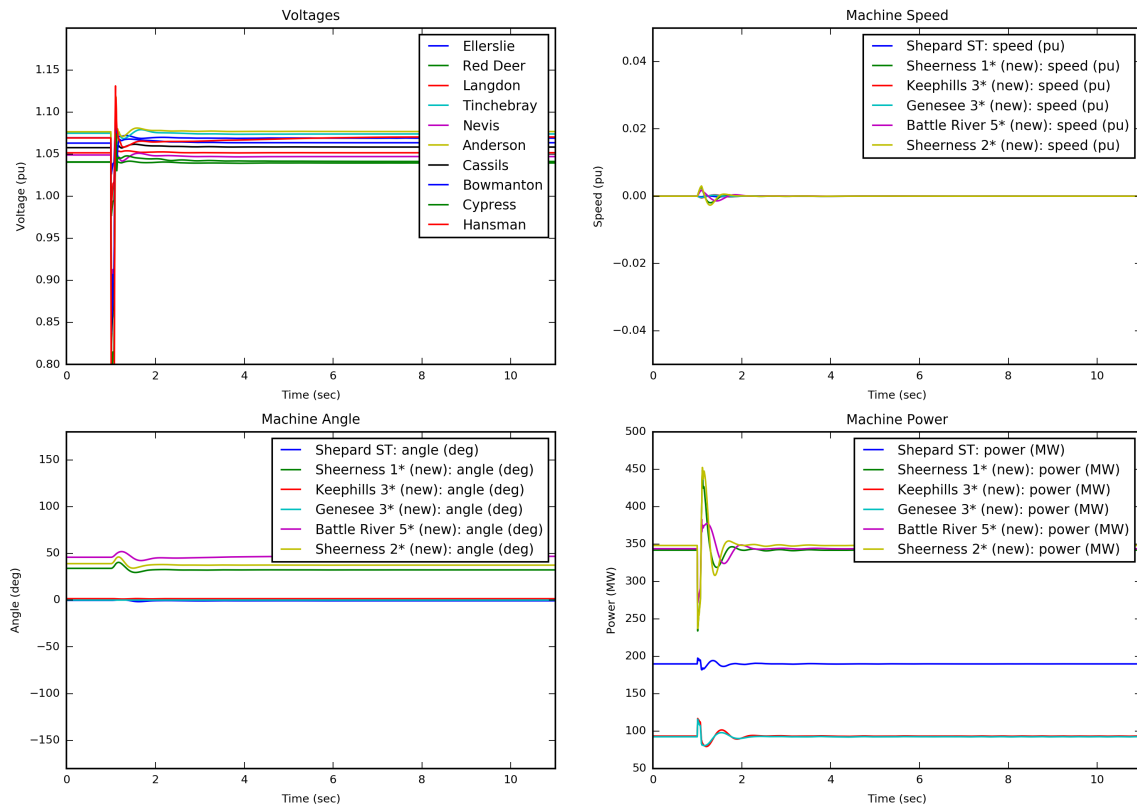 Voltages
Voltage (pu)
1.15
1.10
1.05
1.00
0.95
0.90
0.85
0.80
0
2
4
6
8
10
Time (sec)
Ellerslie
Red Deer
Langdon
Tinchebray
Nevis
Anderson
Cassils
Bowmanton
Cypress
Hansman
Machine Speed
Speed (pu)
0.04
0.02
0.00
−0.02
−0.04
0
2
4
6
8
10
Time (sec)
Shepard ST: speed (pu)
Sheerness 1* (new): speed (pu)
Keephills 3* (new): speed (pu)
Genesee 3* (new): speed (pu)
Battle River 5* (new): speed (pu)
Sheerness 2* (new): speed (pu)
Machine Angle
Angle (deg)
150
100
50
0
−50
−100
−150
0
2
4
6
8
10
Time (sec)
Shepard ST: angle (deg)
Sheerness 1* (new): angle (deg)
Keephills 3* (new): angle (deg)
Genesee 3* (new): angle (deg)
Battle River 5* (new): angle (deg)
Sheerness 2* (new): angle (deg)
Machine Power
Power (MW)
500
450
400
350
300
250
200
150
100
50
0
2
4
6
8
10
Time (sec)
Shepard ST: power (MW)
Sheerness 1* (new): power (MW)
Keephills 3* (new): power (MW)
Genesee 3* (new): power (MW)
Battle River 5* (new): power (MW)
Sheerness 2* (new): power (MW)